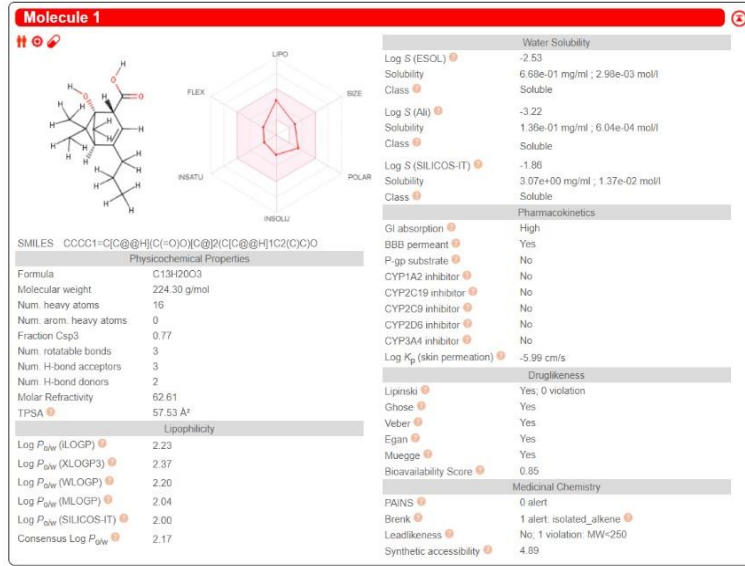 Molecule 1
H
O
H
O
H
H
O
H
H
H
H
H
H
H
H
H
H
H
H
H
H
LIPO
FLEX
SIZE
INSATU
POLAR
INSOLU
SMILES CCCC1=C[C@@H](C(=O)O)[C@]2(C[C@@H]1C2(C)C)O
Physicochemical Properties
Formula C13H20O3
Molecular weight 224.30 g/mol
Num. heavy atoms 16
Num. arom. heavy atoms 0
Fraction Csp3 0.77
Num. rotatable bonds 3
Num. H-bond acceptors 3
Num. H-bond donors 2
Molar Refractivity 62.61
TPSA ? 57.53 Å²
Lipophilicity
Log Po/w (iLOGP) ? 2.23
Log Po/w (XLOGP3) ? 2.37
Log Po/w (WLOGP) ? 2.20
Log Po/w (MLOGP) ? 2.04
Log Po/w (SILICOS-IT) ? 2.00
Consensus Log Po/w ? 2.17
Water Solubility
Log S (ESOL) ? -2.53
Solubility 6.68e-01 mg/ml ; 2.98e-03 mol/l
Class ? Soluble
Log S (Ali) ? -3.22
Solubility 1.36e-01 mg/ml ; 6.04e-04 mol/l
Class ? Soluble
Log S (SILICOS-IT) ? -1.86
Solubility 3.07e+00 mg/ml ; 1.37e-02 mol/l
Class ? Soluble
Pharmacokinetics
GI absorption ? High
BBB permeant ? Yes
P-gp substrate ? No
CYP1A2 inhibitor ? No
CYP2C19 inhibitor ? No
CYP2C9 inhibitor ? No
CYP2D6 inhibitor ? No
CYP3A4 inhibitor ? No
Log Kp (skin permeation) ? -5.99 cm/s
Druglikeness
Lipinski ? Yes; 0 violation
Ghose ? Yes
Veber ? Yes
Egan ? Yes
Muegge ? Yes
Bioavailability Score ? 0.85
Medicinal Chemistry
PAINS ? 0 alert
Brenk ? 1 alert: isolated_alkene ?
Leadlikeness ? No; 1 violation: MW<250
Synthetic accessibility ? 4.89